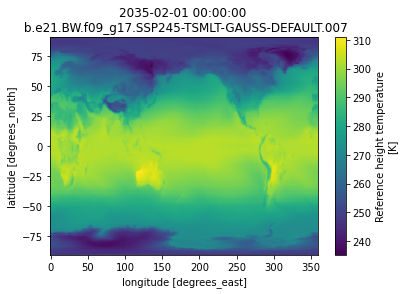 2035-02-01 00:00:00
b.e21.BW.f09_g17.SSP245-TSMLT-GAUSS-DEFAULT.007
75
50
25
0
−25
−50
−75
latitude [degrees_north]
0 50 100 150 200 250 300 350
longitude [degrees_east]
310
300
290
280
270
260
250
240
Reference height temperature
[K]